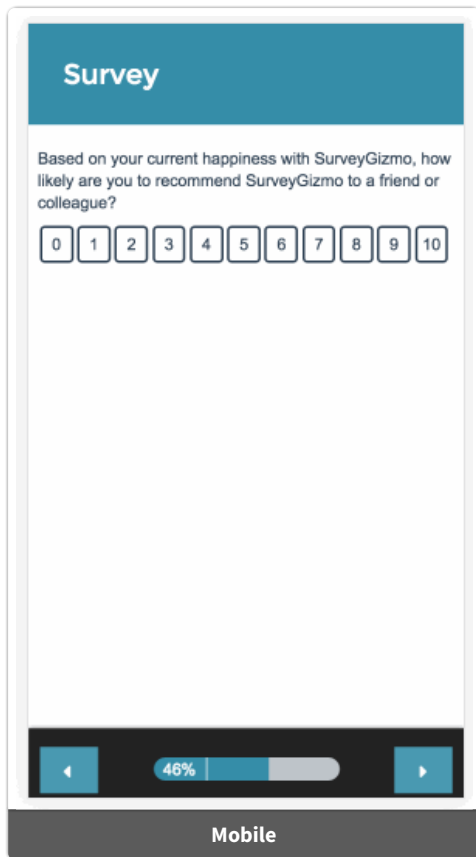 Survey
Based on your current happiness with SurveyGizmo, how
likely are you to recommend SurveyGizmo to a friend or
colleague?
0 1 2 3 4 5 6 7 8 9 10
46%
Mobile